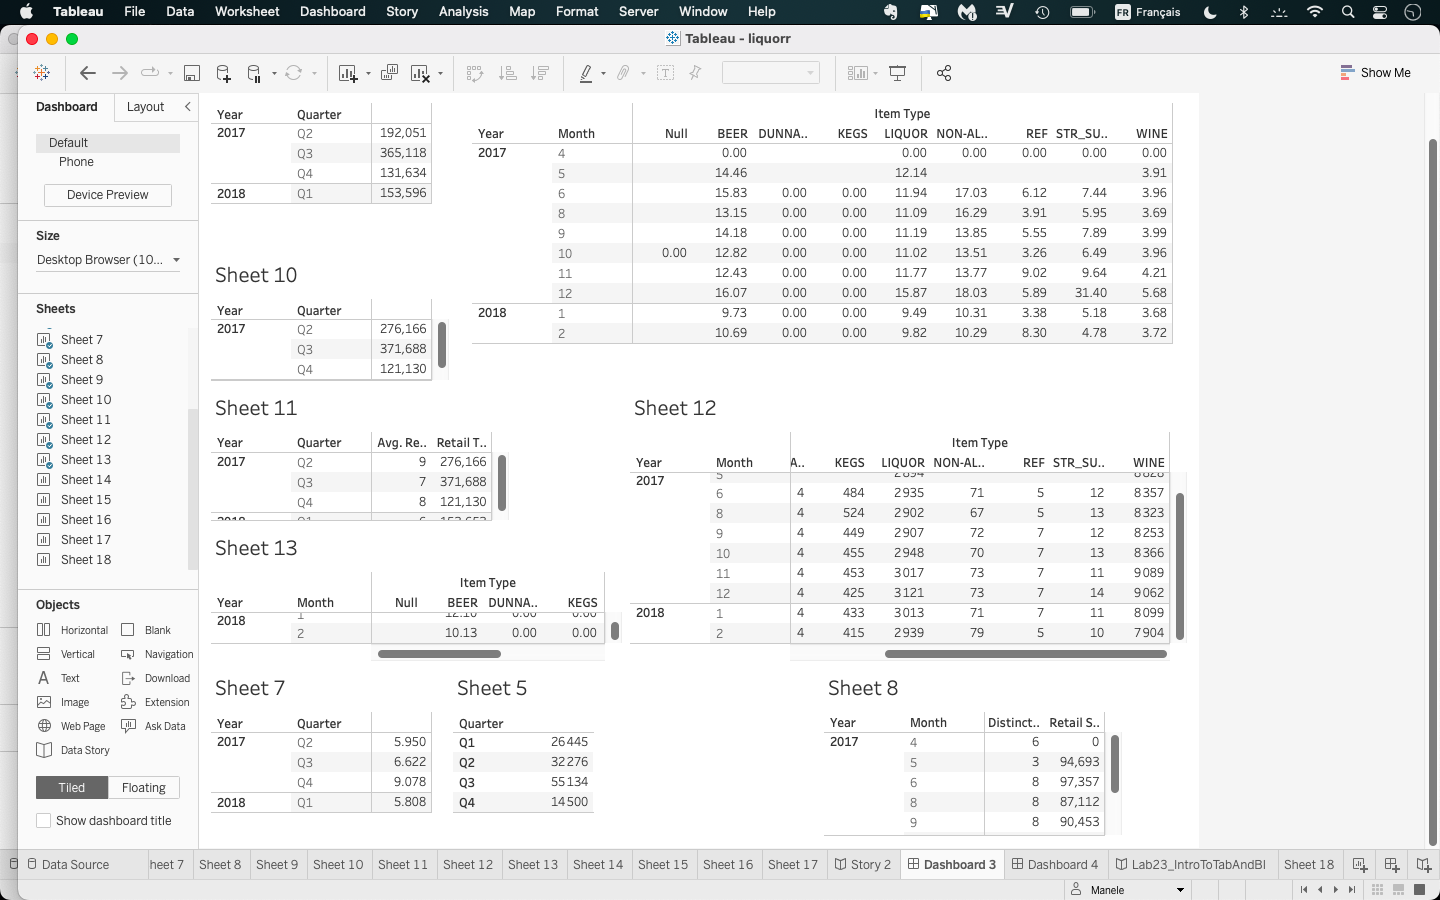 Tableau File Data Worksheet Dashboard Story Analysis Map Format Server Window Help FR Français
Tableau - liquorr
Show Me
Dashboard Layout
Default
Phone
Device Preview
Size
Desktop Browser (10...
Sheets
Sheet 7
Sheet 8
Sheet 9
Sheet 10
Sheet 11
Sheet 12
Sheet 13
Sheet 14
Sheet 15
Sheet 16
Sheet 17
Sheet 18
Objects
Horizontal Blank
Vertical Navigation
Text Download
Image Extension
Web Page Ask Data
Data Story
Tiled Floating
Show dashboard title
Year Quarter
2017 Q2 192,051
Q3 365,118
Q4 131,634
2018 Q1 153,596
Item Type
Year Month Null BEER DUNNA.. KEGS LIQUOR NON-AL.. REF STR_SU.. WINE
2017 4 0.00 0.00 0.00 0.00 0.00 0.00
5 14.46 12.14 3.91
6 15.83 0.00 0.00 11.94 17.03 6.12 7.44 3.96
8 13.15 0.00 0.00 11.09 16.29 3.91 5.95 3.69
9 14.18 0.00 0.00 11.19 13.85 5.55 7.89 3.99
10 0.00 12.82 0.00 0.00 11.02 13.51 3.26 6.49 3.96
11 12.43 0.00 0.00 11.77 13.77 9.02 9.64 4.21
12 16.07 0.00 0.00 15.87 18.03 5.89 31.40 5.68
2018 1 9.73 0.00 0.00 9.49 10.31 3.38 5.18 3.68
2 10.69 0.00 0.00 9.82 10.29 8.30 4.78 3.72
Sheet 10
Year Quarter
2017 Q2 276,166
Q3 371,688
Q4 121,130
Sheet 11
Year Quarter Avg. Re.. Retail T..
2017 Q2 9 276,166
Q3 7 371,688
Q4 8 121,130
2018 Q1 6 153,653
Sheet 12
Item Type
Year Month A.. KEGS LIQUOR NON-AL.. REF STR_SU.. WINE
2017 5 2894 8628
6 4 484 2935 71 5 12 8357
8 4 524 2902 67 5 13 8323
9 4 449 2907 72 7 12 8253
10 4 455 2948 70 7 13 8366
11 4 453 3017 73 7 11 9089
12 4 425 3121 73 7 14 9062
2018 1 4 433 3013 71 7 11 8099
2 4 415 2939 79 5 10 7904
Sheet 13
Item Type
Year Month Null BEER DUNNA.. KEGS
2018 1 0.00 0.00
2 10.13 0.00 0.00
Sheet 7
Year Quarter
2017 Q2 5.950
Q3 6.622
Q4 9.078
2018 Q1 5.808
Sheet 5
Quarter
Q1 26445
Q2 32276
Q3 55134
Q4 14500
Sheet 8
Year Month Distinct.. Retail S..
2017 4 6 0
5 3 94,693
6 8 97,357
8 8 87,112
9 8 90,453
Data Source heet 7 Sheet 8 Sheet 9 Sheet 10 Sheet 11 Sheet 12 Sheet 13 Sheet 14 Sheet 15 Sheet 16 Sheet 17 Story 2 Dashboard 3 Dashboard 4 Lab23_IntroToTabAndBI Sheet 18
Manele